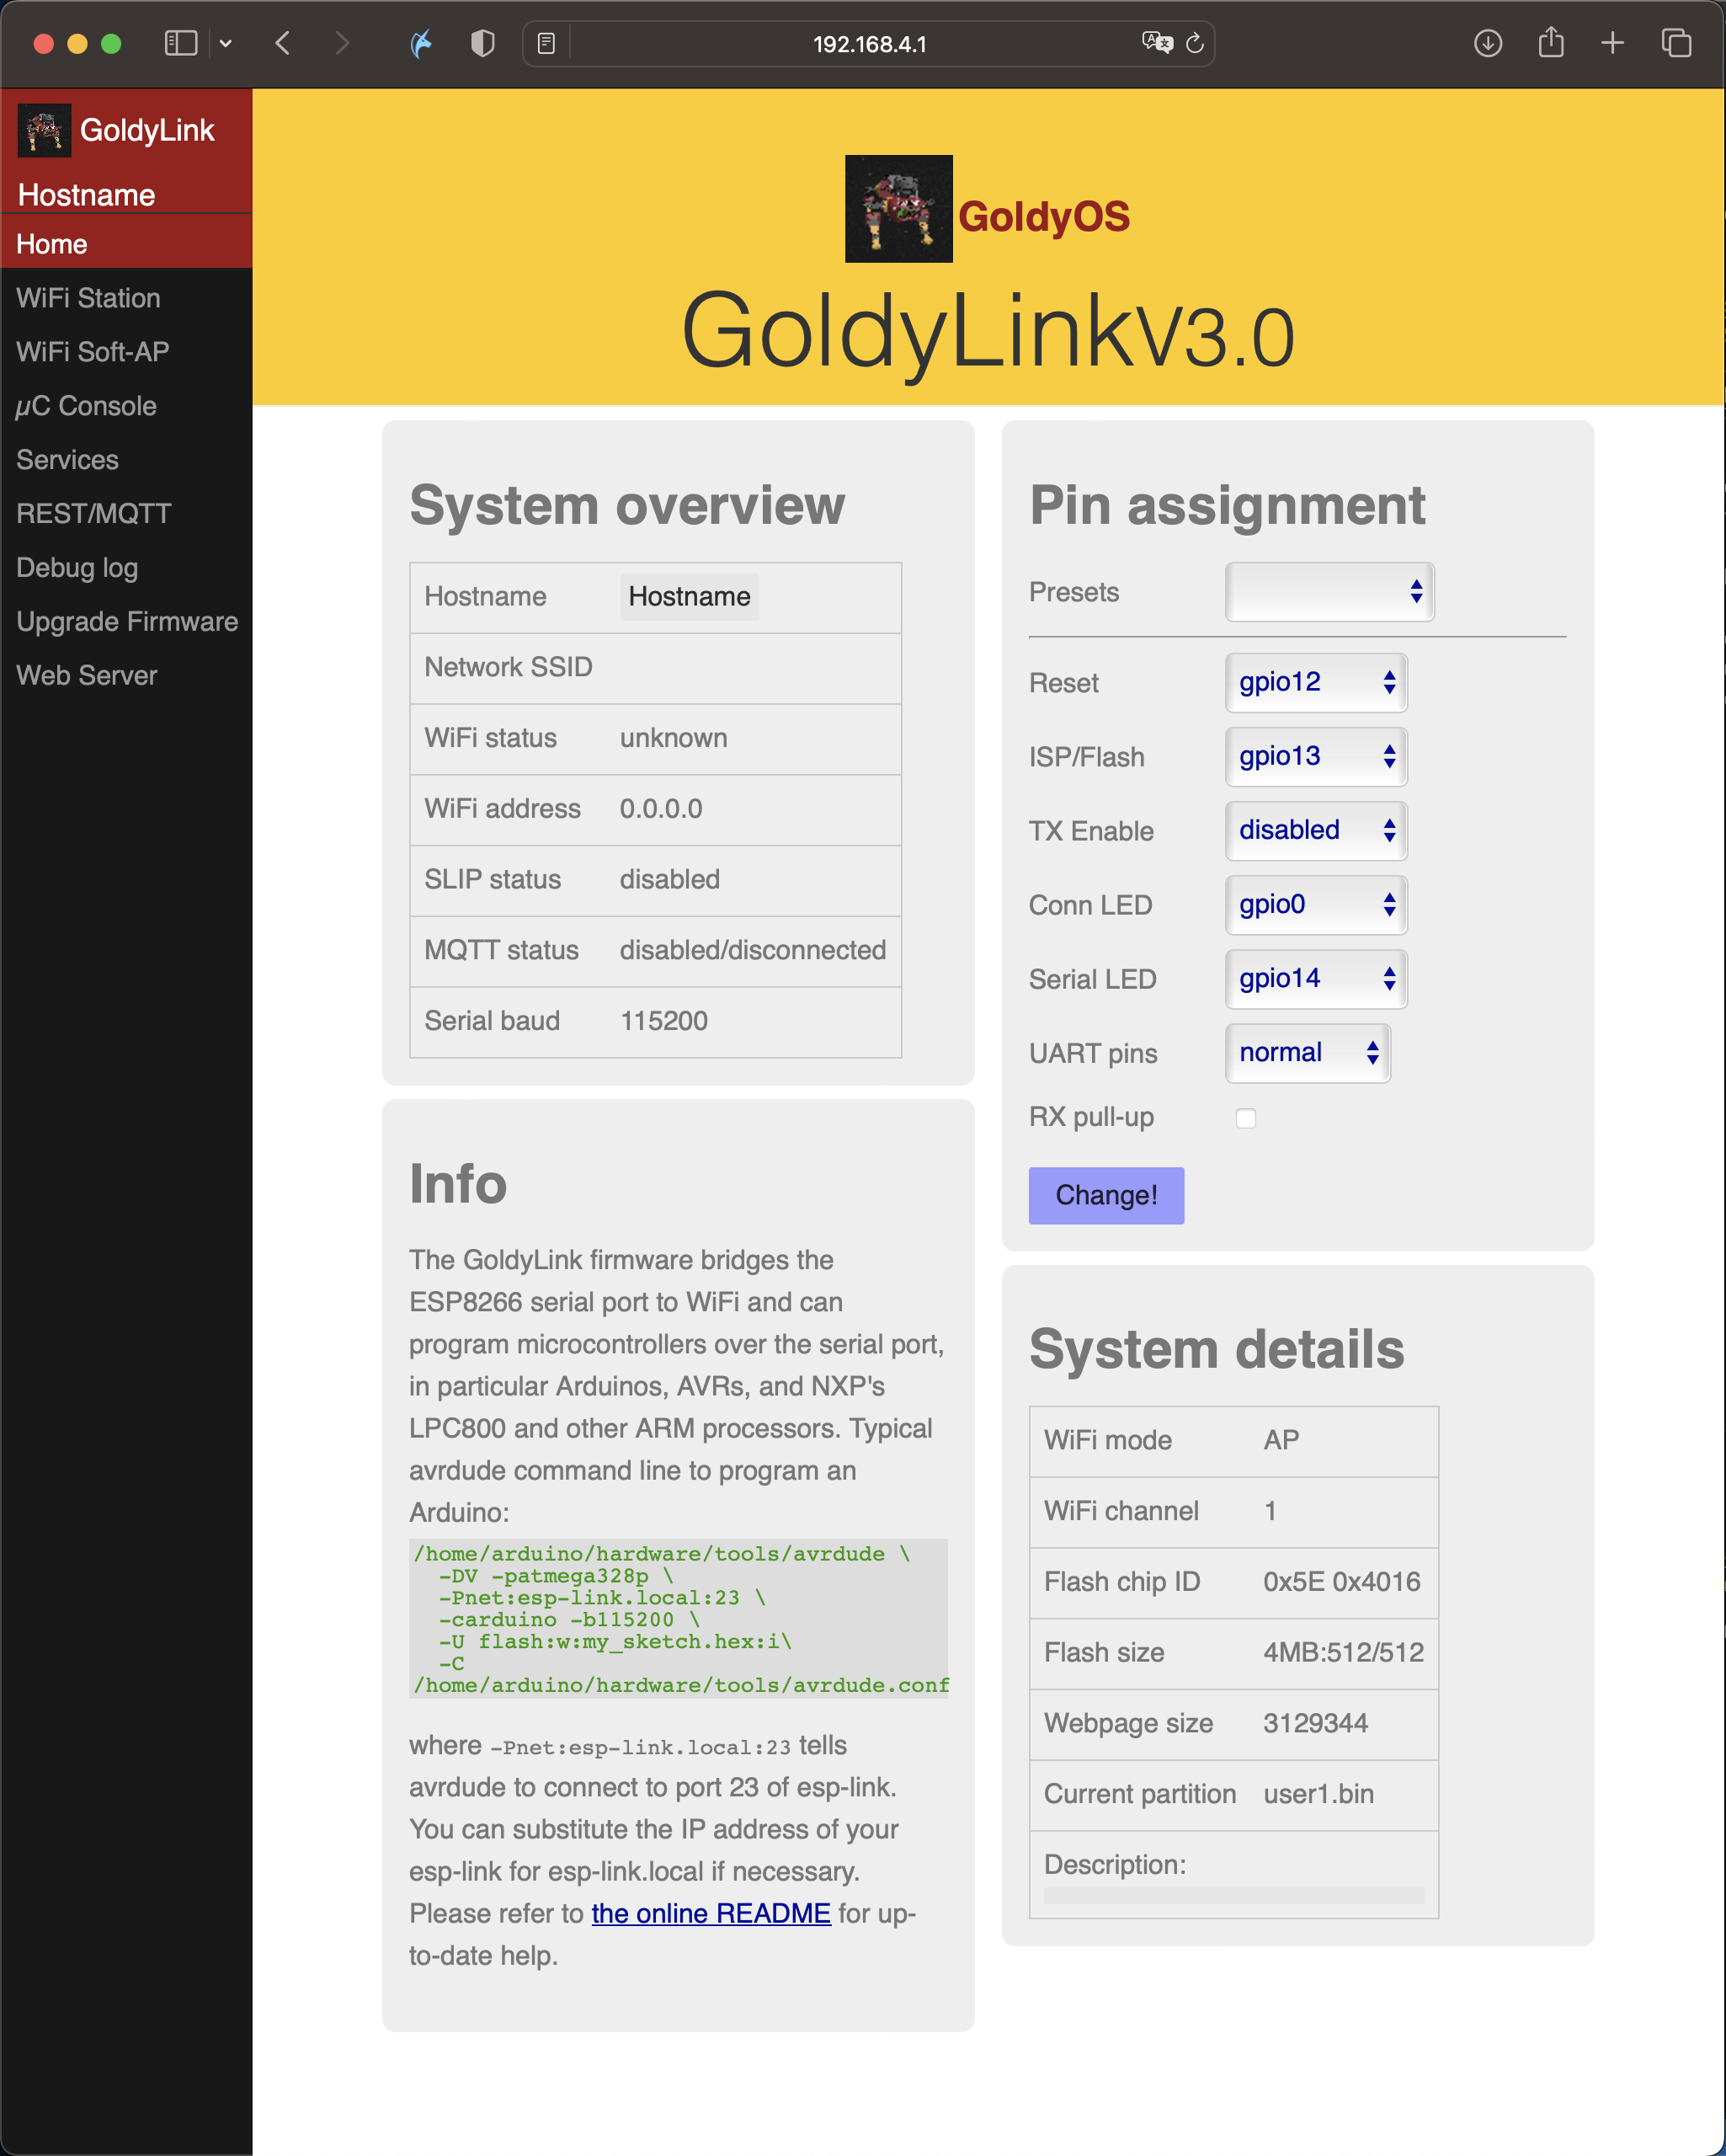 192.168.4.1
GoldyLink
Hostname
Home
WiFi Station
WiFi Soft-AP
µC Console
Services
REST/MQTT
Debug log
Upgrade Firmware
Web Server
GoldyOS
GoldyLinkV3.0
System overview
Hostname Hostname
Network SSID
WiFi status unknown
WiFi address 0.0.0.0
SLIP status disabled
MQTT status disabled/disconnected
Serial baud 115200
Info
The GoldyLink firmware bridges the
ESP8266 serial port to WiFi and can
program microcontrollers over the serial port,
in particular Arduinos, AVRs, and NXP's
LPC800 and other ARM processors. Typical
avrdude command line to program an
Arduino:
/home/arduino/hardware/tools/avrdude \
-DV -patmega328p \
-Pnet:esp-link.local:23 \
-carduino -b115200 \
-U flash:w:my_sketch.hex:i\
-C
/home/arduino/hardware/tools/avrdude.conf
where -Pnet:esp-link.local:23 tells
avrdude to connect to port 23 of esp-link.
You can substitute the IP address of your
esp-link for esp-link.local if necessary.
Please refer to the online README for up-
to-date help.
Pin assignment
Presets
Reset gpio12
ISP/Flash gpio13
TX Enable disabled
Conn LED gpio0
Serial LED gpio14
UART pins normal
RX pull-up
Change!
System details
WiFi mode AP
WiFi channel 1
Flash chip ID 0x5E 0x4016
Flash size 4MB:512/512
Webpage size 3129344
Current partition user1.bin
Description: